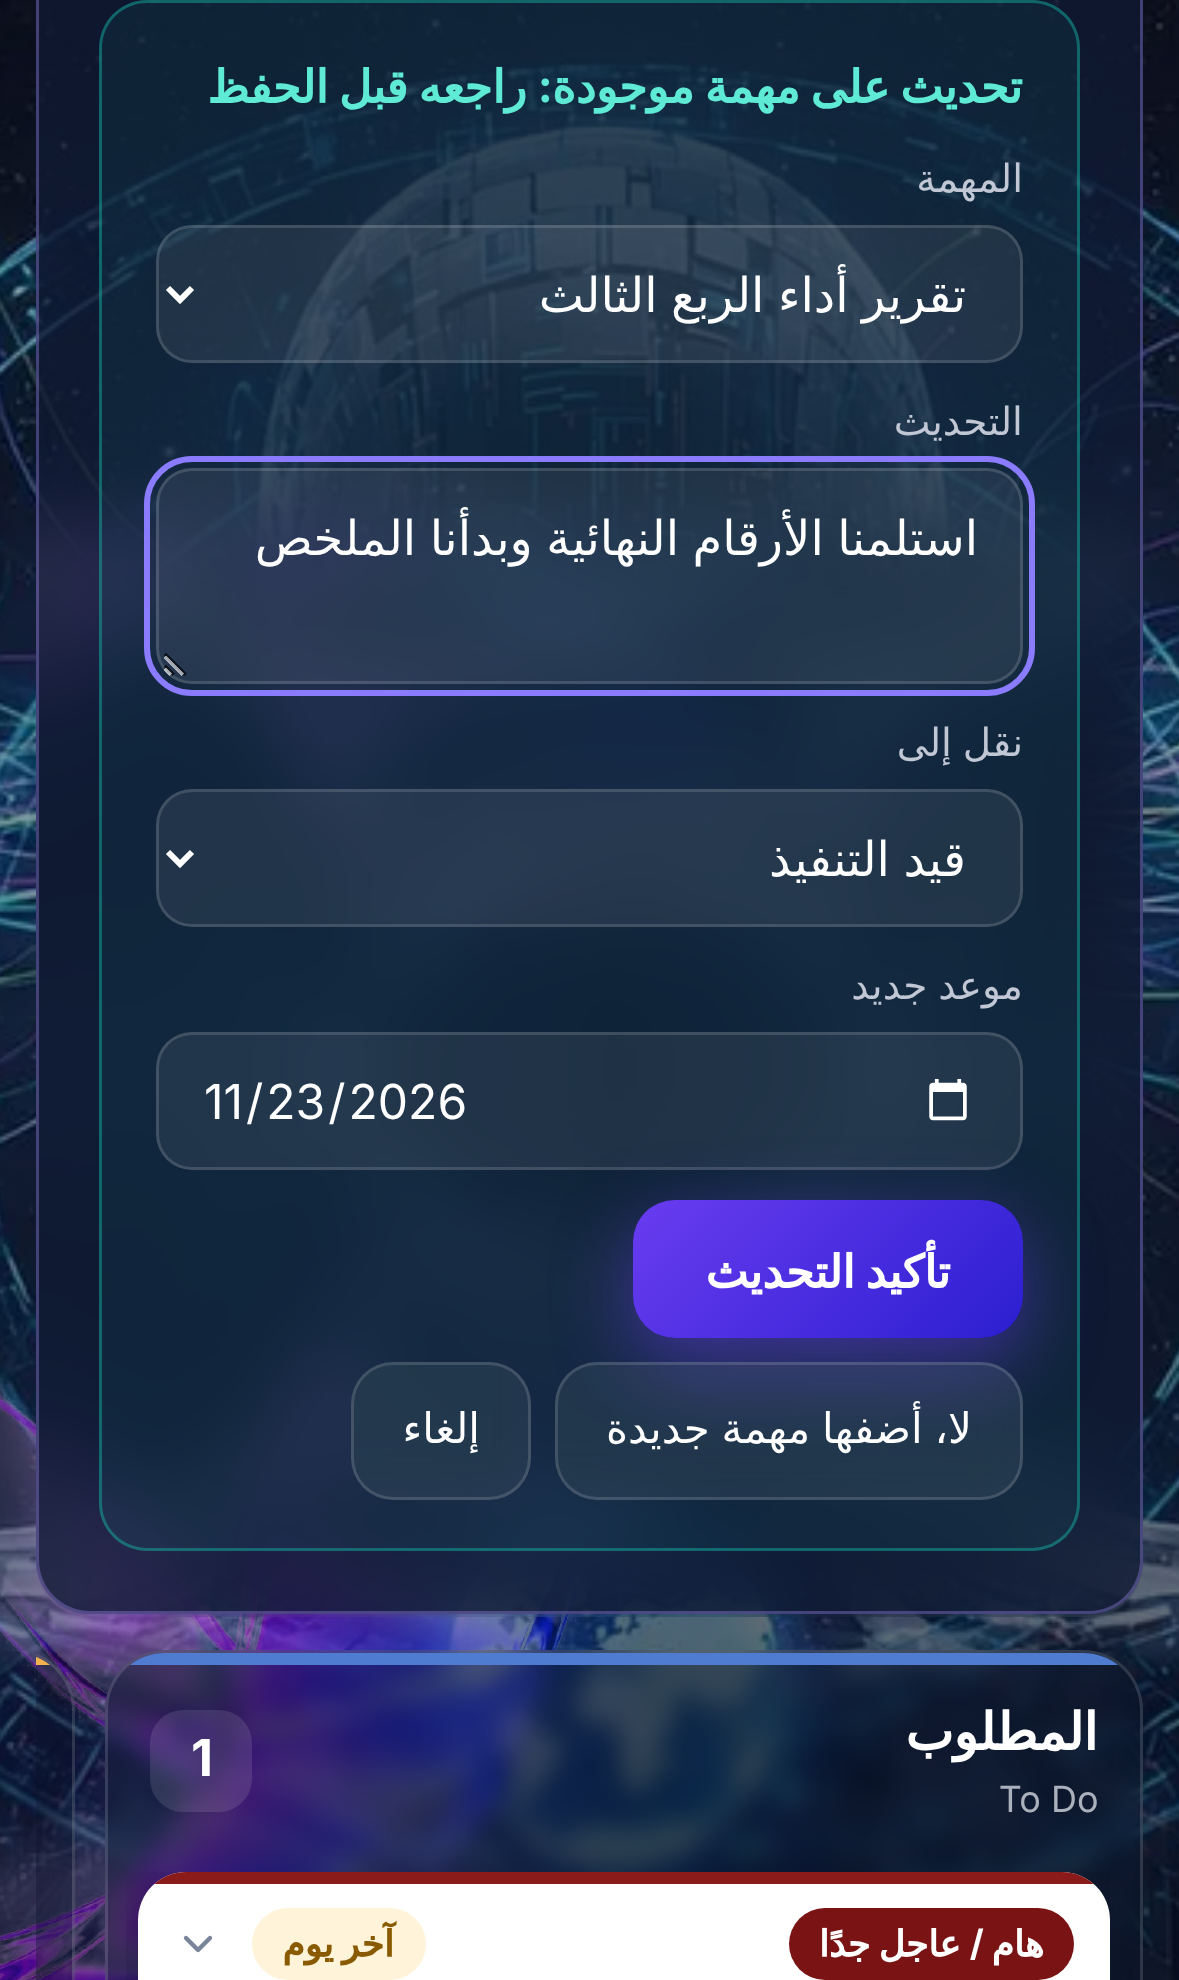 تحديث على مهمة موجودة: راجعه قبل الحفظ
المهمة
تقرير أداء الربع الثالث
التحديث
استلمنا الأرقام النهائية وبدأنا الملخص
نقل إلى
قيد التنفيذ
موعد جديد
11/23/2026
تأكيد التحديث
لا، أضفها مهمة جديدة
إلغاء
المطلوب
1
To Do
هام / عاجل جدًا
آخر يوم